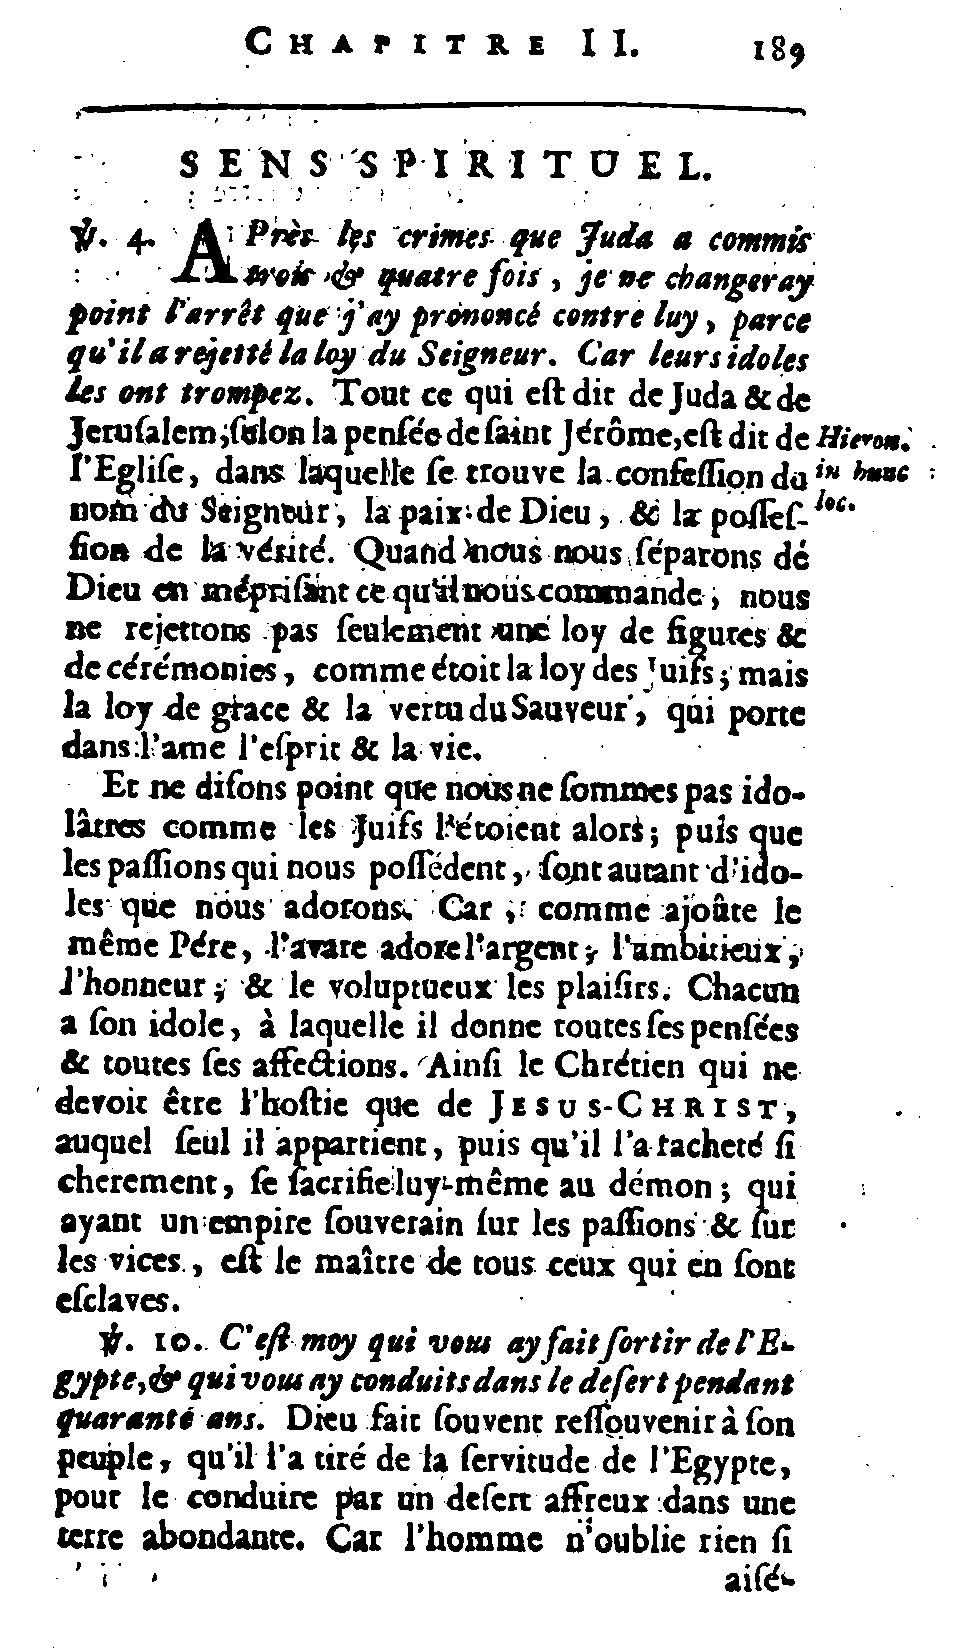 CHAPITRE II. 189
SENS SPIRITUEL.
℣. 4. APrès les crimes que Juda a commis
trois & quatre fois, je ne changeray
point l'arrêt que j'ay prononcé contre luy, parce
qu'il a rejetté la loy du Seigneur. Car leurs idoles
les ont trompez. Tout ce qui eſt dit de Juda & de
Jeruſalem, ſelon la penſée de ſaint Jérôme, eſt dit de
Hieron.
l'Egliſe, dans laquelle ſe trouve la confeſſion du
in hunc
nom du Seigneur, la paix de Dieu, & la poſſeſ-
loc.
ſion de la vérité. Quand nous nous ſéparons de
Dieu en mépriſant ce qu'il nous commande, nous
ne rejettons pas ſeulement une loy de figures &
de cérémonies, comme étoit la loy des Juifs; mais
la loy de grace & la vertu du Sauveur, qui porte
dans l'ame l'eſprit & la vie.
Et ne diſons point que nous ne ſommes pas ido-
lâtres comme les Juifs l'étoient alors; puis que
les paſſions qui nous poſſédent, ſont autant d'ido-
les que nous adorons. Car, comme ajoûte le
même Pére, l'avare adore l'argent; l'ambitieux,
l'honneur; & le voluptueux les plaiſirs. Chacun
a ſon idole, à laquelle il donne toutes ſes penſées
& toutes ſes affections. Ainſi le Chrétien qui ne
devoit être l'hoſtie que de JESUS-CHRIST,
auquel ſeul il appartient, puis qu'il l'a racheté ſi
cherement, ſe ſacrifie luy-même au démon; qui
ayant un empire ſouverain ſur les paſſions & ſur
les vices, eſt le maître de tous ceux qui en ſont
eſclaves.
℣. 10. C'eſt moy qui vous ay fait ſortir de l'E-
gypte, & qui vous ay conduits dans le deſert pendant
quarante ans. Dieu fait ſouvent reſſouvenir à ſon
peuple, qu'il l'a tiré de la ſervitude de l'Egypte,
pour le conduire par un deſert affreux dans une
terre abondante. Car l'homme n'oublie rien ſi
aiſé-